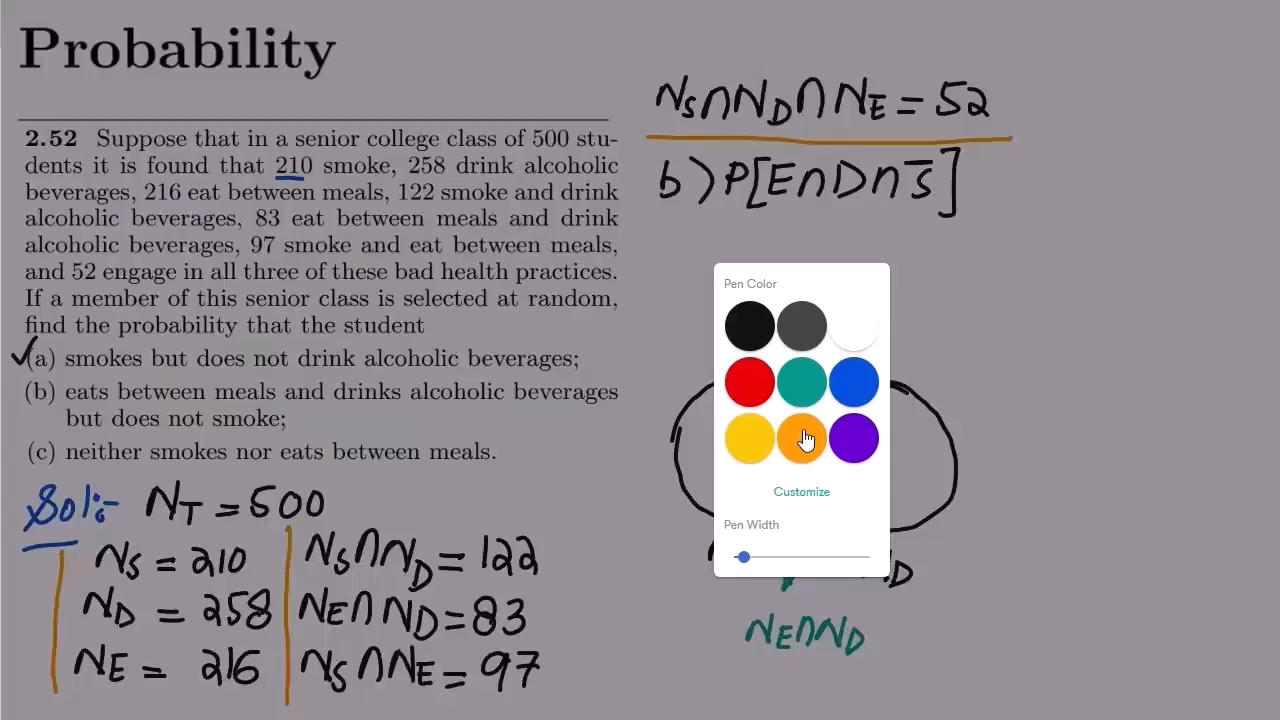 Probability
2.52 Suppose that in a senior college class of 500 stu-
dents it is found that 210 smoke, 258 drink alcoholic
beverages, 216 eat between meals, 122 smoke and drink
alcoholic beverages, 83 eat between meals and drink
alcoholic beverages, 97 smoke and eat between meals,
and 52 engage in all three of these bad health practices.
If a member of this senior class is selected at random,
find the probability that the student
(a) smokes but does not drink alcoholic beverages;
(b) eats between meals and drinks alcoholic beverages
but does not smoke;
(c) neither smokes nor eats between meals.
Sol:- N_T = 500
N_S = 210
N_D = 258
N_E = 216
N_S ∩ N_D = 122
N_E ∩ N_D = 83
N_S ∩ N_E = 97
N_S ∩ N_D ∩ N_E = 52
b) P[E ∩ D ∩ S̅]
Pen Color
Customize
Pen Width
D
N_E ∩ N_D